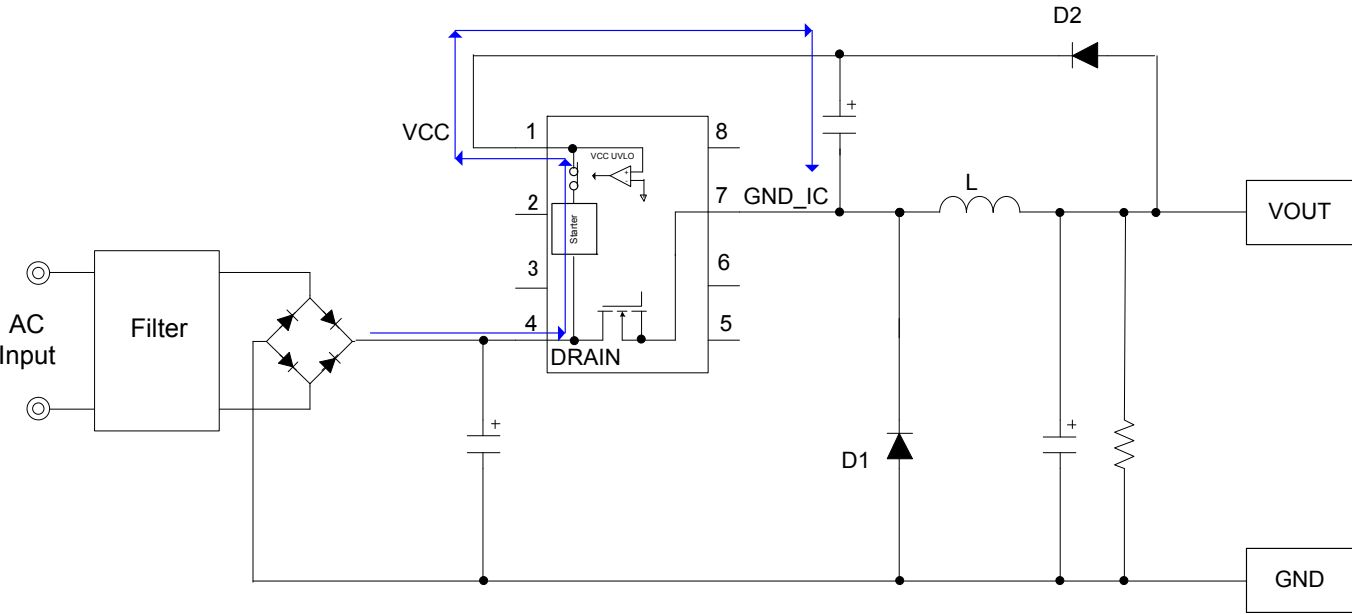 D2
VCC
1
8
VCC UVLO
+
-
+
2
7
GND_IC
L
VOUT
Starter
3
6
AC
Input
Filter
4
5
DRAIN
+
D1
+
GND